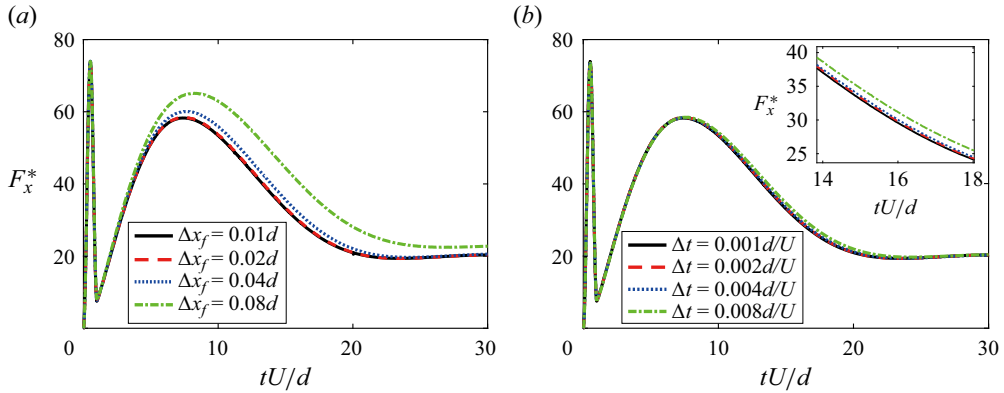 (a)
80
60
F*x
40
20
0
10
20
30
tU/d
Δx_f = 0.01d
Δx_f = 0.02d
Δx_f = 0.04d
Δx_f = 0.08d
(b)
80
60
40
20
0
10
20
30
tU/d
Δt = 0.001d/U
Δt = 0.002d/U
Δt = 0.004d/U
Δt = 0.008d/U
40
35
F*x
30
25
14
16
18
tU/d